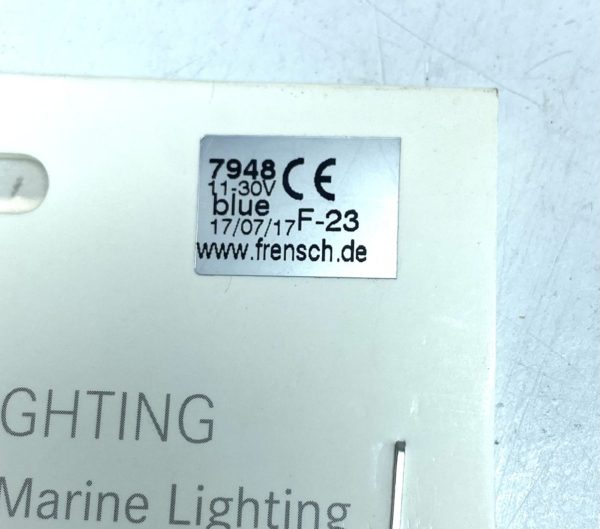 7948 CE
11-30V
blue
17/07/17 F-23
www.frensch.de
GHTING
Marine Lighting